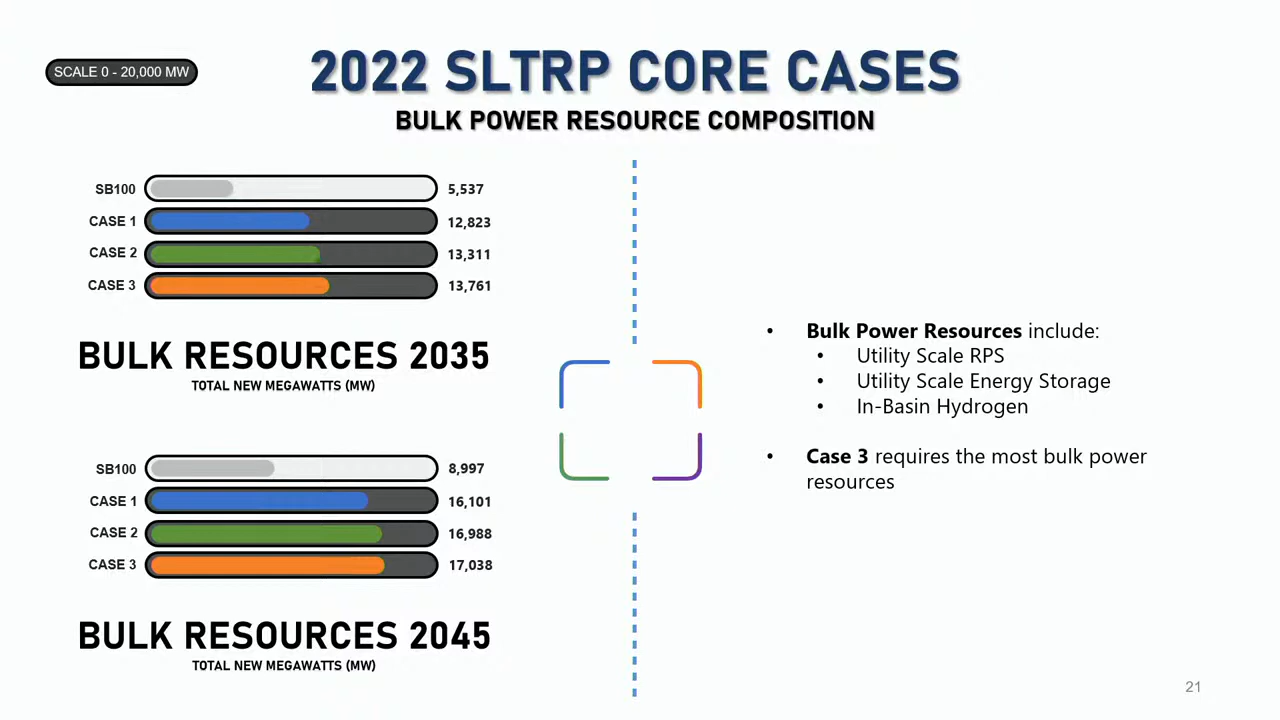 SCALE 0 - 20,000 MW
2022 SLTRP CORE CASES
BULK POWER RESOURCE COMPOSITION
SB100 5,537
CASE 1 12,823
CASE 2 13,311
CASE 3 13,761
BULK RESOURCES 2035
TOTAL NEW MEGAWATTS (MW)
SB100 8,997
CASE 1 16,101
CASE 2 16,988
CASE 3 17,038
BULK RESOURCES 2045
TOTAL NEW MEGAWATTS (MW)
• Bulk Power Resources include:
• Utility Scale RPS
• Utility Scale Energy Storage
• In-Basin Hydrogen
• Case 3 requires the most bulk power
resources
21